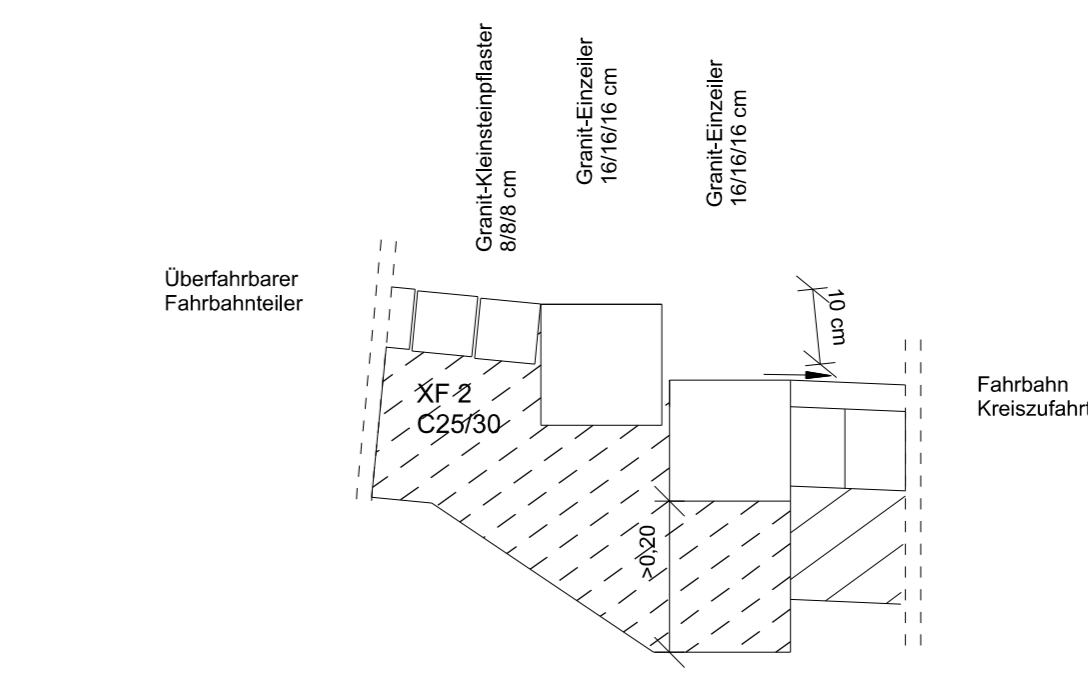 Granit-Kleinsteinpflaster
8/8/8 cm
Granit-Einzeiler
16/16/16 cm
Granit-Einzeiler
16/16/16 cm
Überfahrbarer
Fahrbahnteiler
10 cm
XF 2
C25/30
Fahrbahn
Kreiszufahrt
>0,20